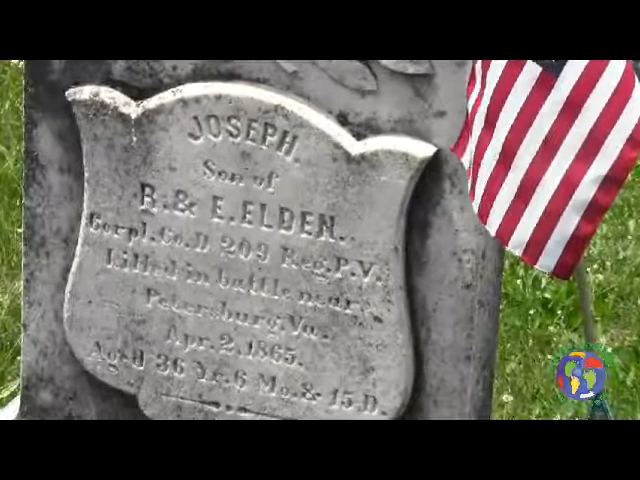 JOSEPH.
Son of
R. & E. ELDEN.
Corpl. Co. D 209 Reg. P. V.
Killed in battle near
Petersburg, Va.
Apr. 2, 1865.
Aged 36 Yr. 6 Mo. & 15 D.